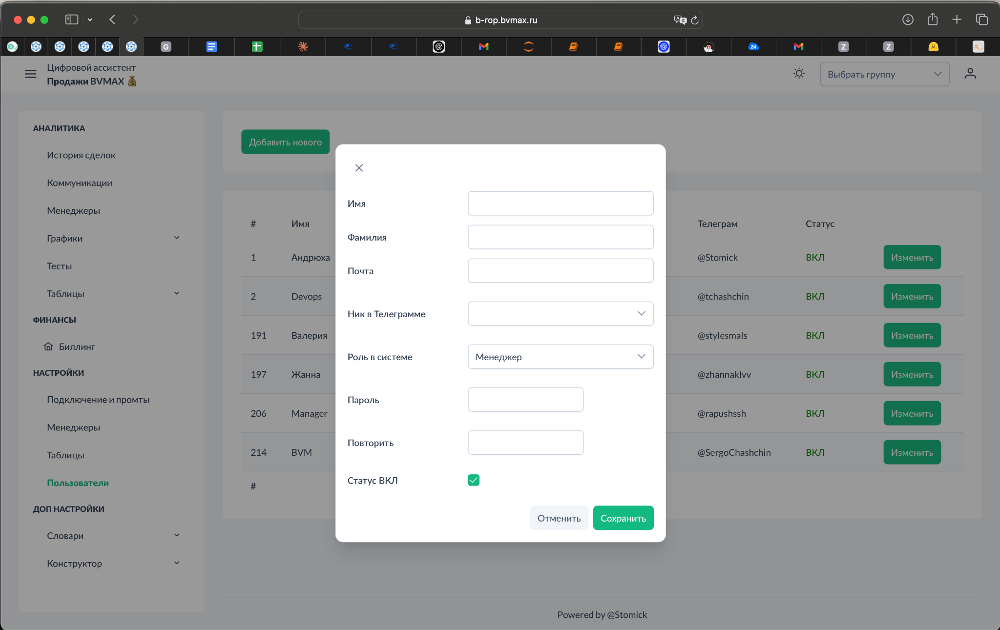 b-rop.bvmax.ru
G
24
Z
Z
Цифровой ассистент
Продажи BVMAX 💰
Выбрать группу
АНАЛИТИКА
История сделок
Коммуникации
Менеджеры
Графики
Тесты
Таблицы
ФИНАНСЫ
Биллинг
НАСТРОЙКИ
Подключение и промты
Менеджеры
Таблицы
Пользователи
ДОП НАСТРОЙКИ
Словари
Конструктор
Добавить нового
# Имя Телеграм Статус
1 Андрюха @Stomick ВКЛ Изменить
2 Devops @tchashchin ВКЛ Изменить
191 Валерия @stylesmals ВКЛ Изменить
197 Жанна @zhannaklvv ВКЛ Изменить
206 Manager @rapushssh ВКЛ Изменить
214 BVM @SergoChashchin ВКЛ Изменить
#
Имя
Фамилия
Почта
Ник в Телеграмме
Роль в системе Менеджер
Пароль
Повторить
Статус ВКЛ
Отменить Сохранить
Powered by @Stomick